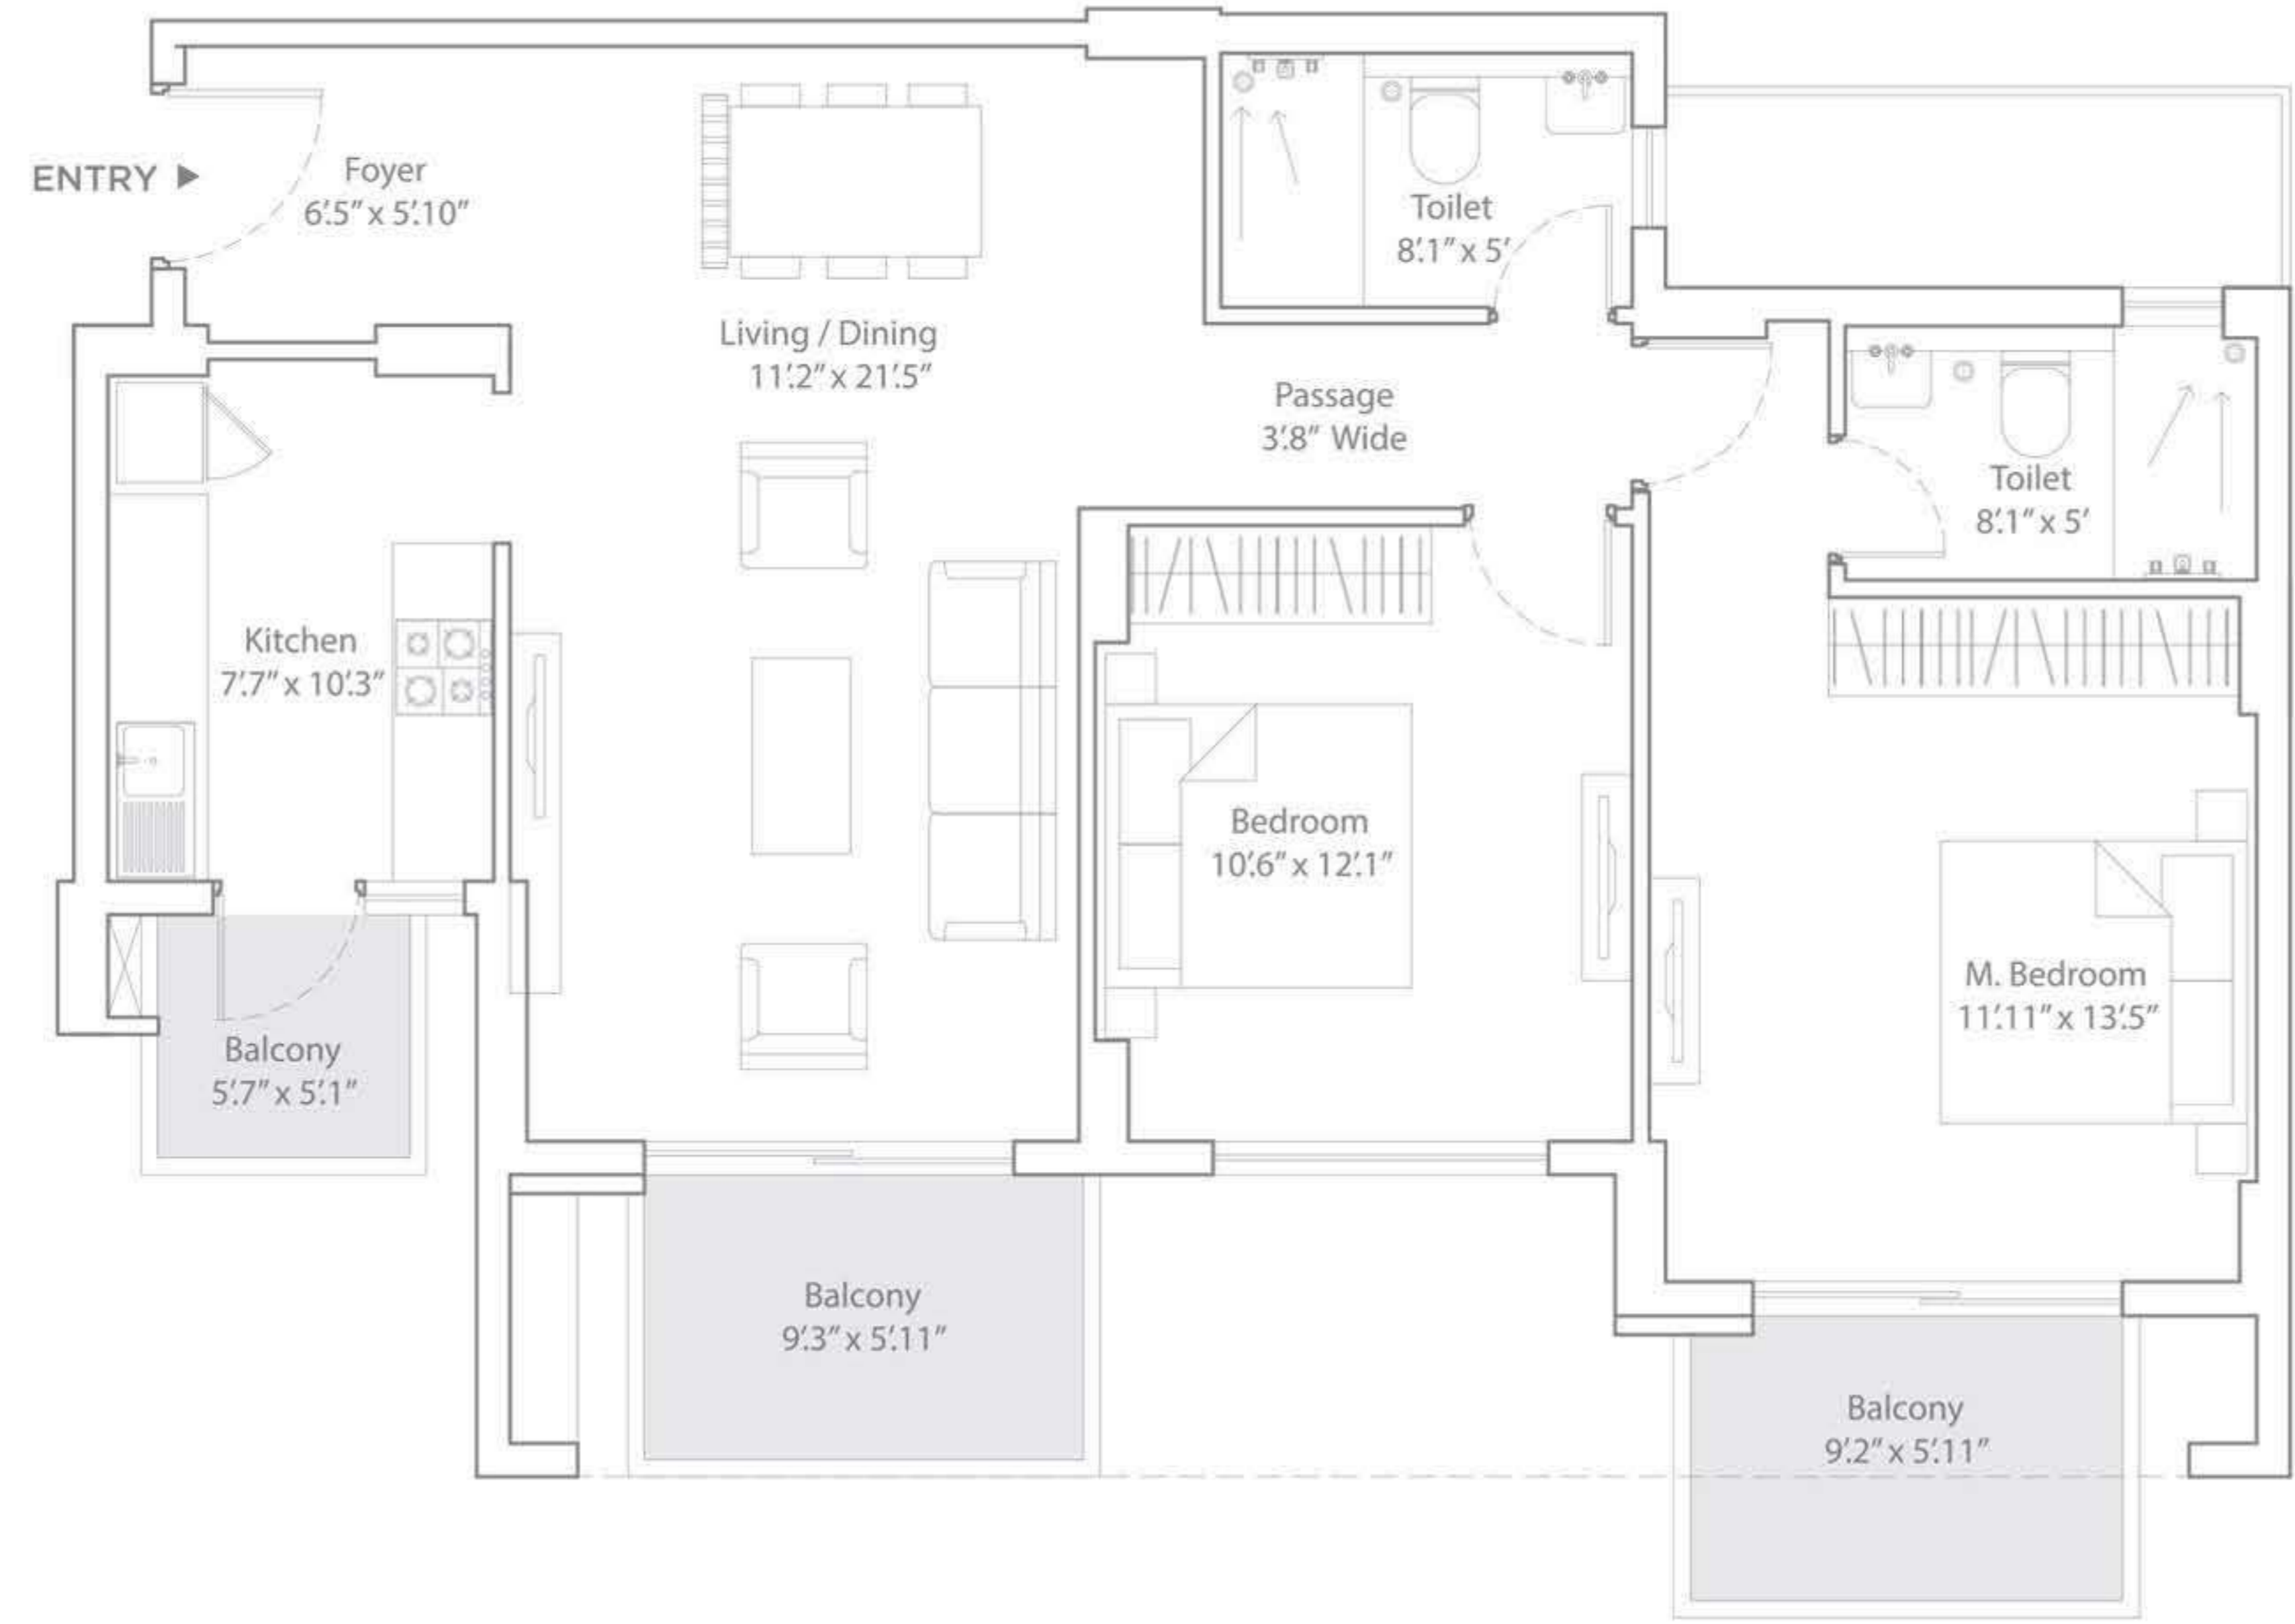 ENTRY ▶
Foyer
6'.5" x 5'.10"
Living / Dining
11'.2" x 21'.5"
Toilet
8'.1" x 5'
Passage
3'.8" Wide
Toilet
8'.1" x 5'
Kitchen
7'.7" x 10'.3"
Bedroom
10'.6" x 12'.1"
M. Bedroom
11'.11" x 13'.5"
Balcony
5'.7" x 5'.1"
Balcony
9'.3" x 5'.11"
Balcony
9'.2" x 5'.11"